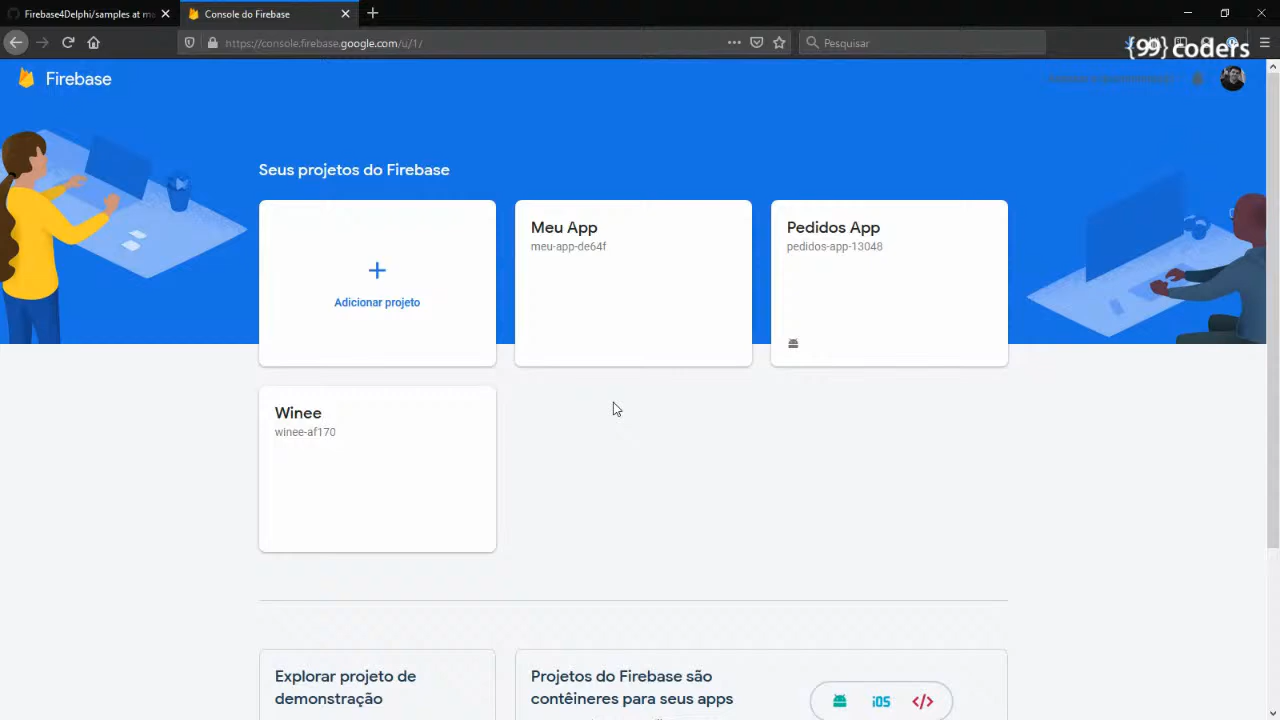 Firebase4Delphi/samples at m
Console do Firebase
https://console.firebase.google.com/u/1/
Pesquisar
{99} coders
Firebase
Seus projetos do Firebase
Adicionar projeto
Meu App
meu-app-de64f
Pedidos App
pedidos-app-13048
Winee
winee-af170
Explorar projeto de
demonstração
Projetos do Firebase são
contêineres para seus apps
iOS